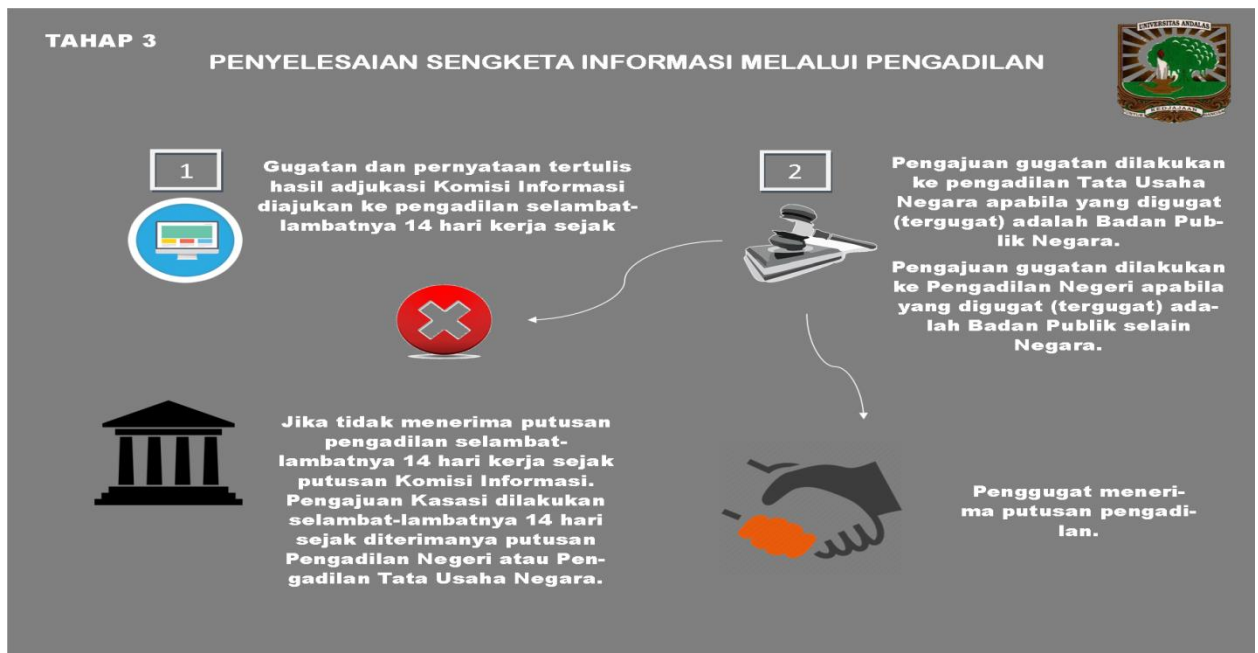 TAHAP 3
PENYELESAIAN SENGKETA INFORMASI MELALUI PENGADILAN
UNIVERSITAS ANDALAS
KEDJAJAAN
1
Gugatan dan pernyataan tertulis
hasil adjukasi Komisi Informasi
diajukan ke pengadilan selambat-
lambatnya 14 hari kerja sejak
2
Pengajuan gugatan dilakukan
ke pengadilan Tata Usaha
Negara apabila yang digugat
(tergugat) adalah Badan Pub-
lik Negara.
Pengajuan gugatan dilakukan
ke Pengadilan Negeri apabila
yang digugat (tergugat) ada-
lah Badan Publik selain
Negara.
Jika tidak menerima putusan
pengadilan selambat-
lambatnya 14 hari kerja sejak
putusan Komisi Informasi.
Pengajuan Kasasi dilakukan
selambat-lambatnya 14 hari
sejak diterimanya putusan
Pengadilan Negeri atau Pen-
gadilan Tata Usaha Negara.
Penggugat meneri-
ma putusan pengadi-
lan.